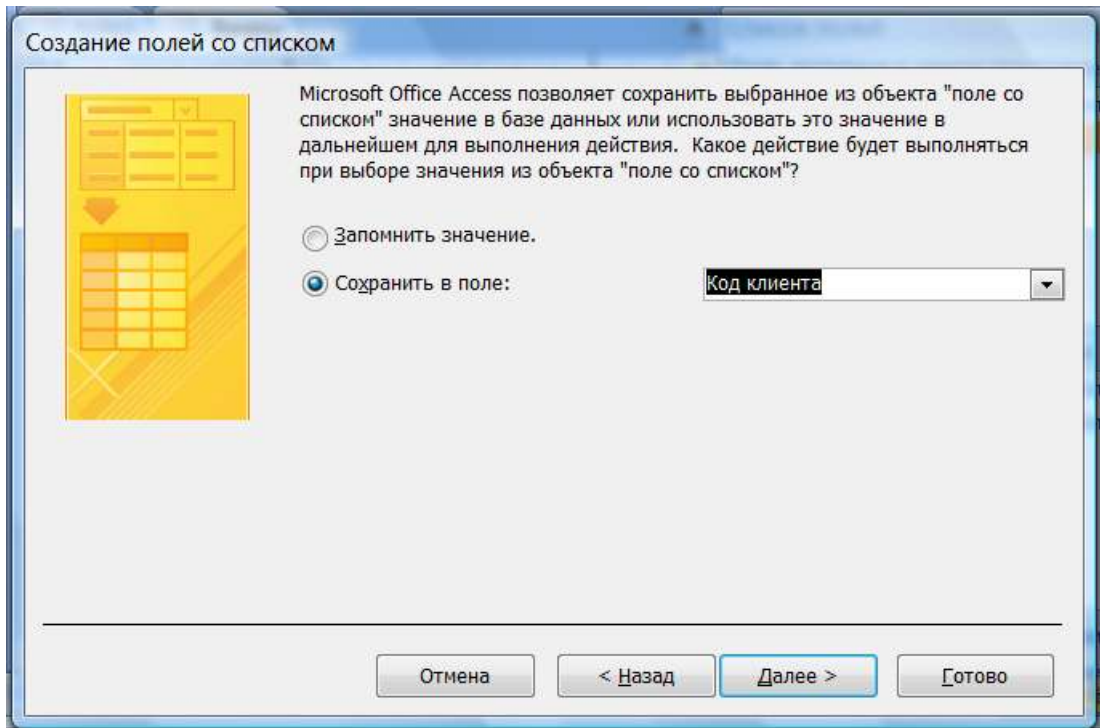 Создание полей со списком
Microsoft Office Access позволяет сохранить выбранное из объекта "поле со
списком" значение в базе данных или использовать это значение в
дальнейшем для выполнения действия. Какое действие будет выполняться
при выборе значения из объекта "поле со списком"?
Запомнить значение.
Сохранить в поле: Код клиента
Отмена < Назад Далее > Готово